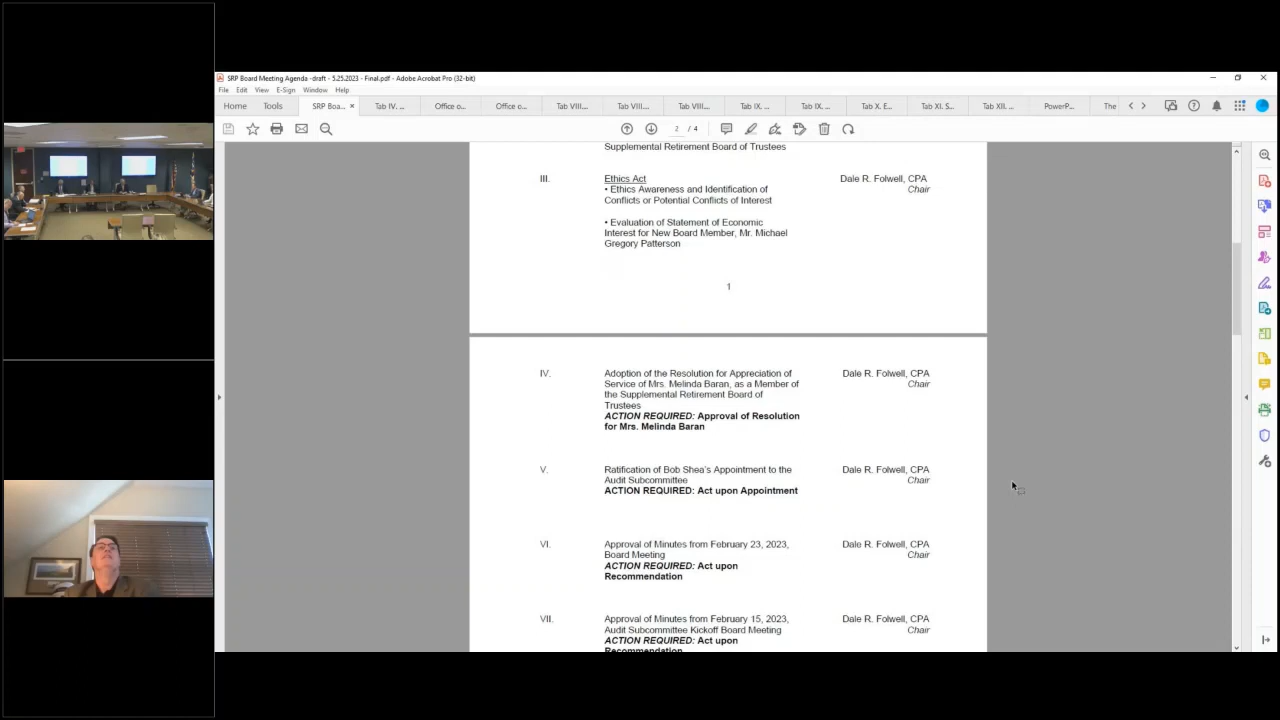 SRP Board Meeting Agenda -draft - 5.25.2023 - Final.pdf - Adobe Acrobat Pro (32-bit)
File Edit View E-Sign Window Help
Home Tools SRP Boa... × Tab IV. ... Office o... Office o... Tab VIII.... Tab VIII.... Tab VIII.... Tab IX. ... Tab IX. ... Tab X. E... Tab XI. S... Tab XII. ... PowerP... The
2 / 4
Supplemental Retirement Board of Trustees
III. Ethics Act Dale R. Folwell, CPA
• Ethics Awareness and Identification of Chair
Conflicts or Potential Conflicts of Interest
• Evaluation of Statement of Economic
Interest for New Board Member, Mr. Michael
Gregory Patterson
1
IV. Adoption of the Resolution for Appreciation of Dale R. Folwell, CPA
Service of Mrs. Melinda Baran, as a Member of Chair
the Supplemental Retirement Board of
Trustees
ACTION REQUIRED: Approval of Resolution
for Mrs. Melinda Baran
V. Ratification of Bob Shea's Appointment to the Dale R. Folwell, CPA
Audit Subcommittee Chair
ACTION REQUIRED: Act upon Appointment
VI. Approval of Minutes from February 23, 2023, Dale R. Folwell, CPA
Board Meeting Chair
ACTION REQUIRED: Act upon
Recommendation
VII. Approval of Minutes from February 15, 2023, Dale R. Folwell, CPA
Audit Subcommittee Kickoff Board Meeting Chair
ACTION REQUIRED: Act upon
Recommendation